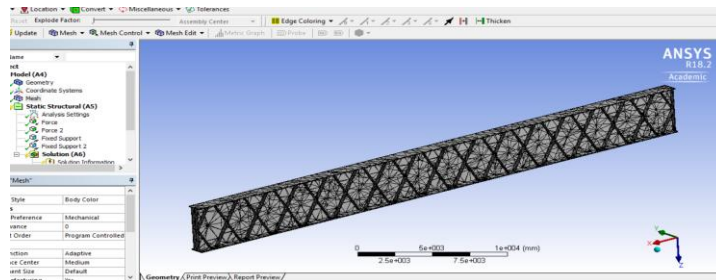 Location Convert Miscellaneous Tolerances
Reset Explode Factor: Assembly Center Edge Coloring Thicken
Update Mesh Mesh Control Mesh Edit Metric Graph Probe
Name
Model (A4)
Geometry
Coordinate Systems
Mesh
Static Structural (A5)
Analysis Settings
Force
Force 2
Fixed Support
Fixed Support 2
Solution (A6)
Solution Information
"Mesh"
Style Body Color
Preference Mechanical
0
Order Program Controlled
Adaptive
Center Medium
Size Default
ANSYS
R18.2
Academic
0 5e+003 1e+004 (mm)
2.5e+003 7.5e+003
Y
X
Z
Geometry Print Preview Report Preview